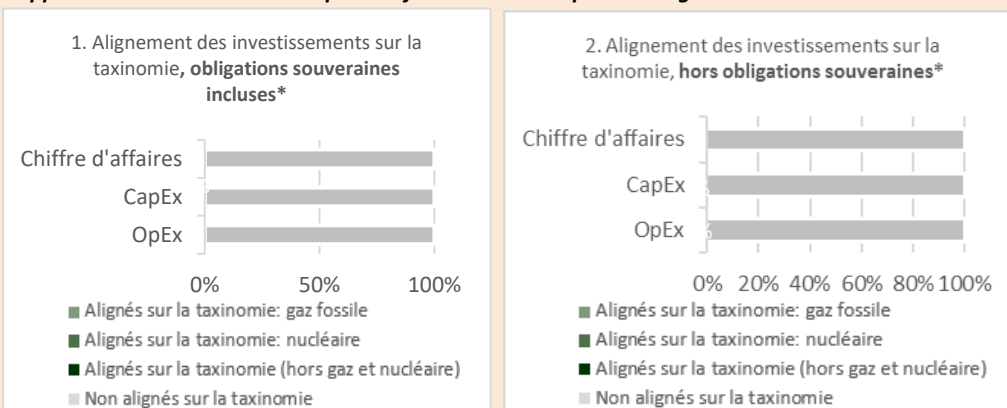 1. Alignement des investissements sur la
taxinomie, obligations souveraines
incluses*
Chiffre d'affaires
CapEx
OpEx
0% 50% 100%
Alignés sur la taxinomie: gaz fossile
Alignés sur la taxinomie: nucléaire
Alignés sur la taxinomie (hors gaz et nucléaire)
Non alignés sur la taxinomie
2. Alignement des investissements sur la
taxinomie, hors obligations souveraines*
Chiffre d'affaires
CapEx
OpEx
0% 20% 40% 60% 80% 100%
Alignés sur la taxinomie: gaz fossile
Alignés sur la taxinomie: nucléaire
Alignés sur la taxinomie (hors gaz et nucléaire)
Non alignés sur la taxinomie